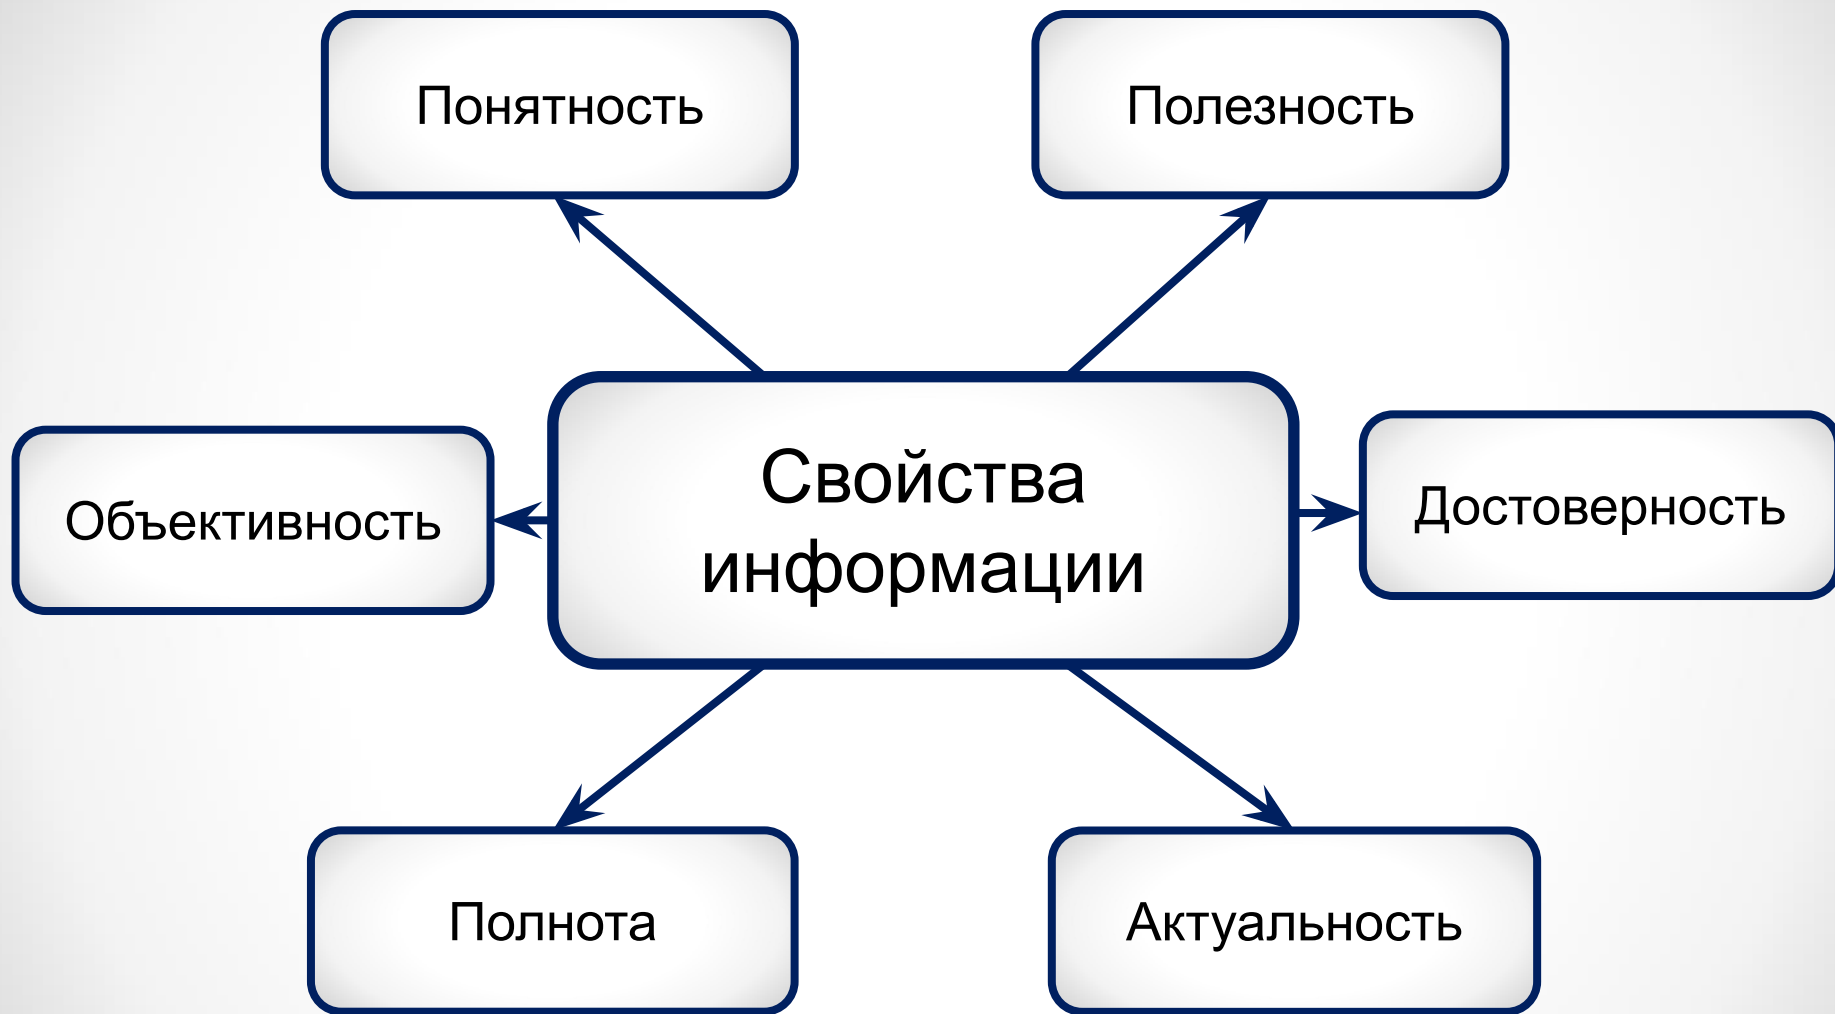 Понятность
Полезность
Свойства
информации
Объективность
Достоверность
Полнота
Актуальность